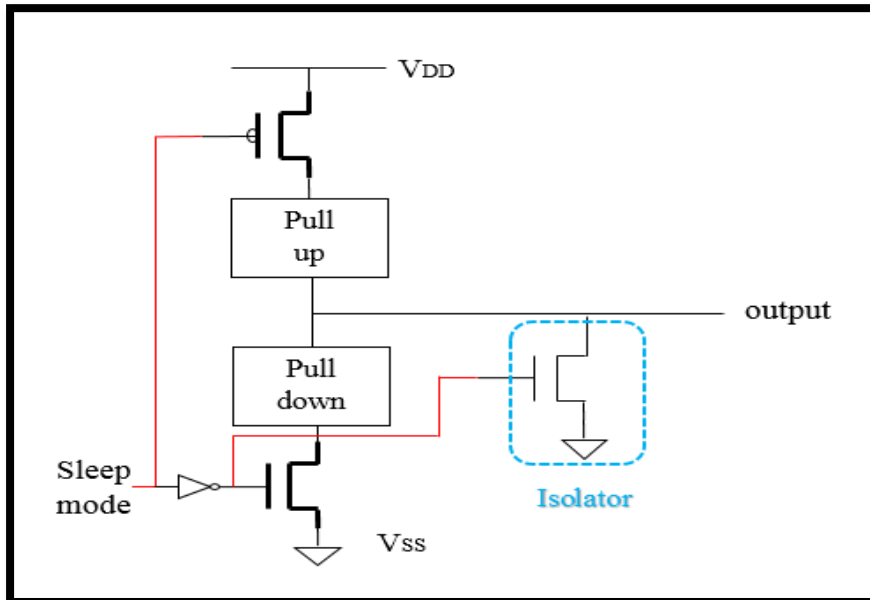 VDD
Pull
up
output
Pull
down
Sleep
mode
Isolator
Vss